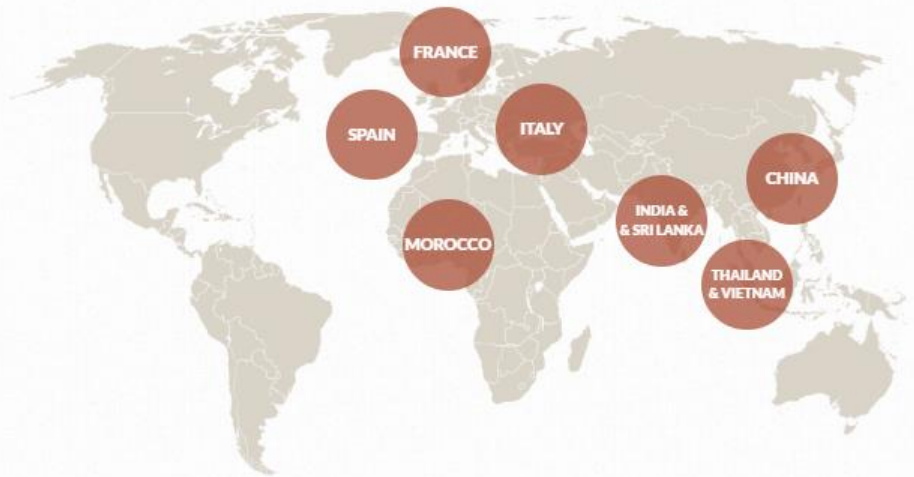 FRANCE
SPAIN
ITALY
CHINA
INDIA &
& SRI LANKA
MOROCCO
THAILAND
& VIETNAM